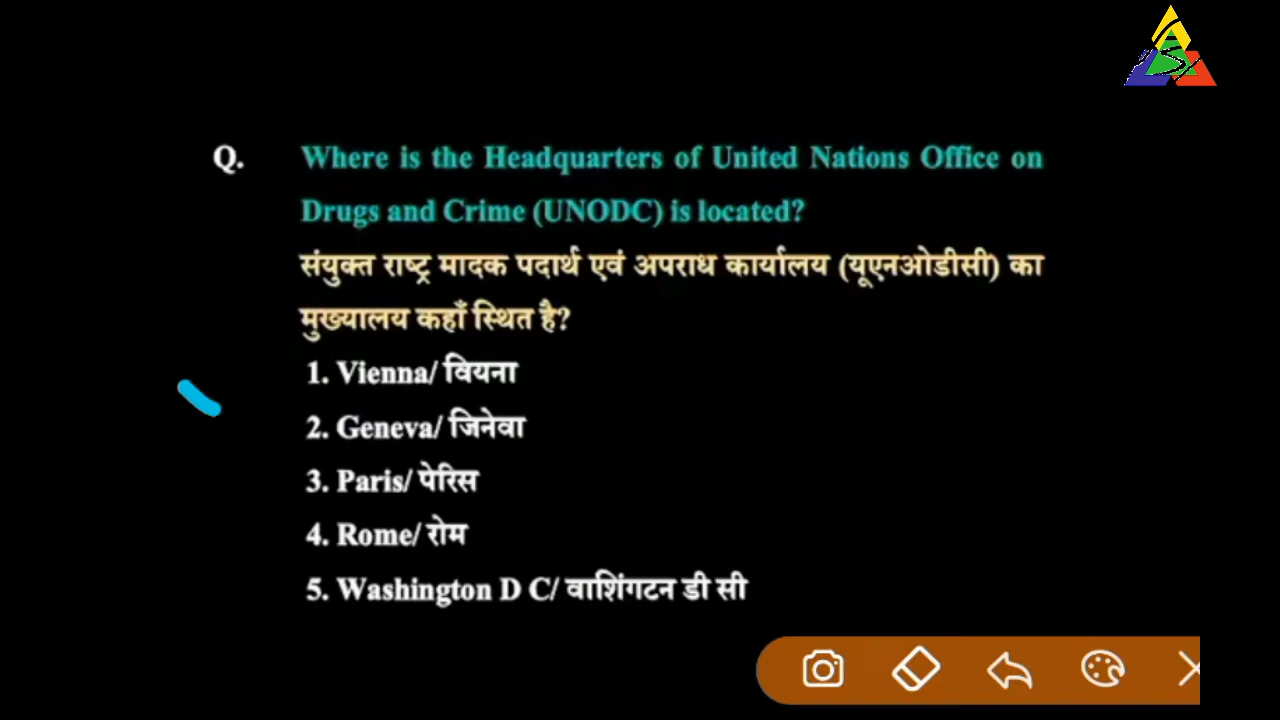 Q. Where is the Headquarters of United Nations Office on
Drugs and Crime (UNODC) is located?
संयुक्त राष्ट्र मादक पदार्थ एवं अपराध कार्यालय (यूएनओडीसी) का
मुख्यालय कहाँ स्थित है?
1. Vienna/ वियना
2. Geneva/ जिनेवा
3. Paris/ पेरिस
4. Rome/ रोम
5. Washington D C/ वाशिंगटन डी सी